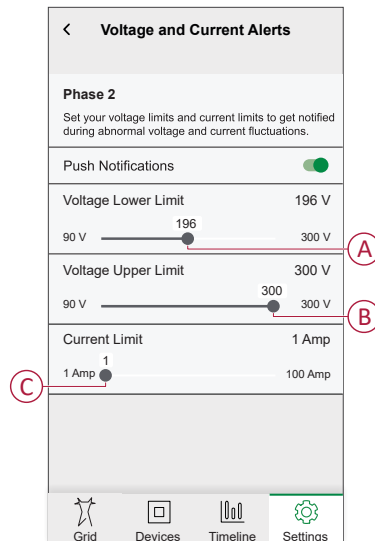 Voltage and Current Alerts
Phase 2
Set your voltage limits and current limits to get notified
during abnormal voltage and current fluctuations.
Push Notifications
Voltage Lower Limit 196 V
196
90 V 300 V
A
Voltage Upper Limit 300 V
300
90 V 300 V
B
Current Limit 1 Amp
1
1 Amp 100 Amp
C
Grid Devices Timeline Settings